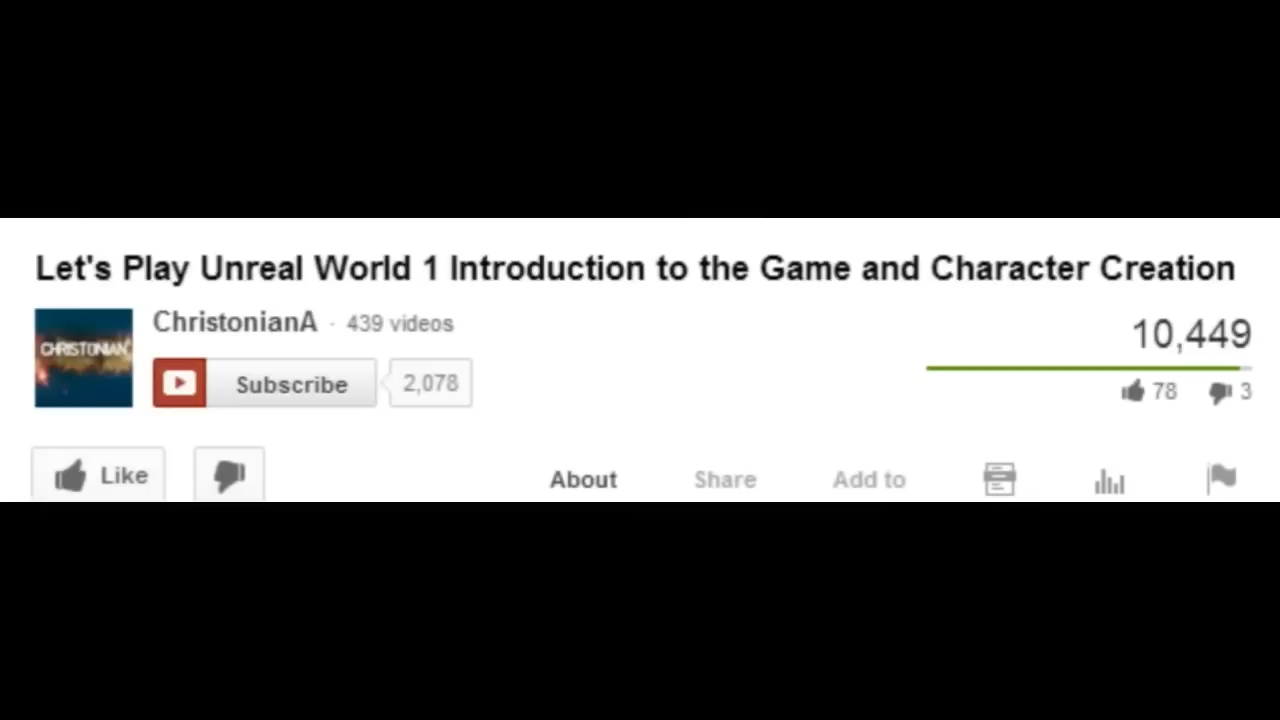 Let's Play Unreal World 1 Introduction to the Game and Character Creation
CHRISTONIAN
ChristonianA · 439 videos
Subscribe 2,078
10,449
78 3
Like
About Share Add to